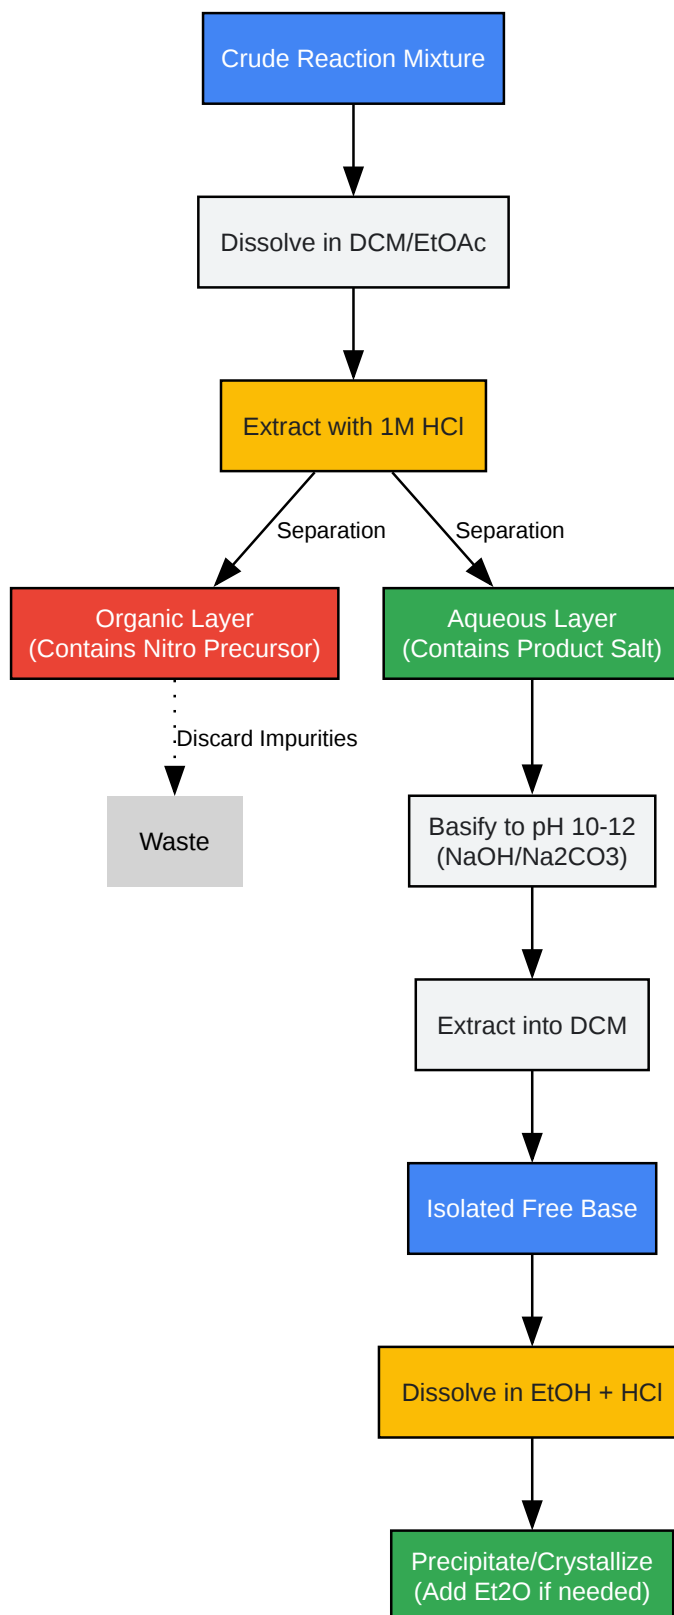 Crude Reaction Mixture
Dissolve in DCM/EtOAc
Extract with 1M HCl
Separation
Separation
Organic Layer
(Contains Nitro Precursor)
Aqueous Layer
(Contains Product Salt)
Discard Impurities
Waste
Basify to pH 10-12
(NaOH/Na2CO3)
Extract into DCM
Isolated Free Base
Dissolve in EtOH + HCl
Precipitate/Crystallize
(Add Et2O if needed)